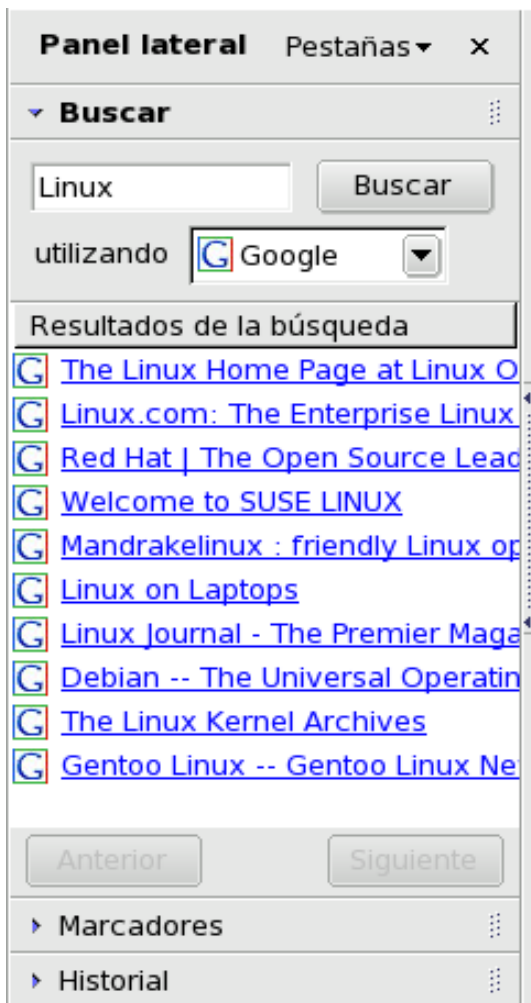 Panel lateral Pestañas
Buscar
Linux Buscar
utilizando Google
Resultados de la búsqueda
The Linux Home Page at Linux O
Linux.com: The Enterprise Linux
Red Hat | The Open Source Lead
Welcome to SUSE LINUX
Mandrakelinux : friendly Linux op
Linux on Laptops
Linux Journal - The Premier Maga
Debian -- The Universal Operatin
The Linux Kernel Archives
Gentoo Linux -- Gentoo Linux Ne
Anterior Siguiente
Marcadores
Historial